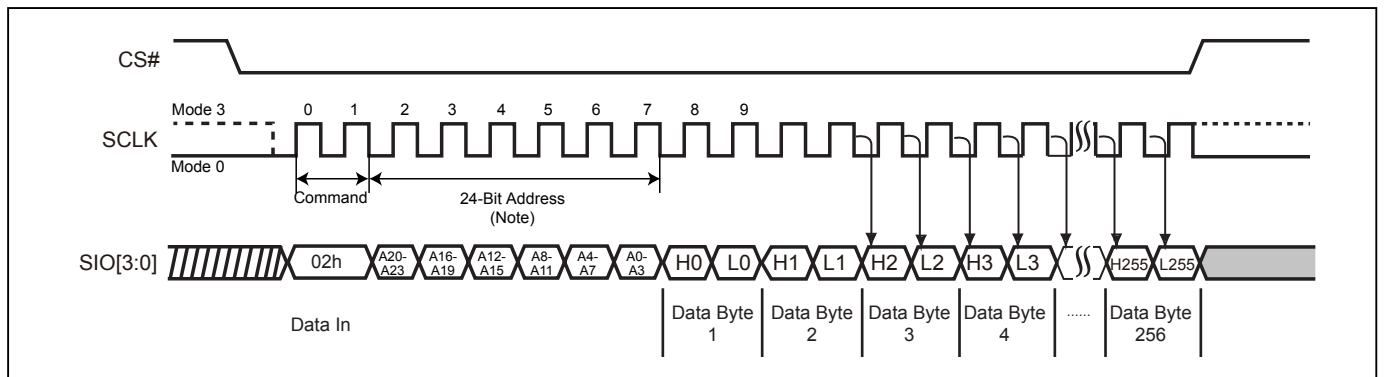 CS#
Mode 3
0 1 2 3 4 5 6 7 8 9
SCLK
Mode 0
Command
24-Bit Address
(Note)
SIO[3:0]
02h
A20-
A23
A16-
A19
A12-
A15
A8-
A11
A4-
A7
A0-
A3
H0 L0 H1 L1 H2 L2 H3 L3 H255 L255
Data In
Data Byte
1
Data Byte
2
Data Byte
3
Data Byte
4
......
Data Byte
256